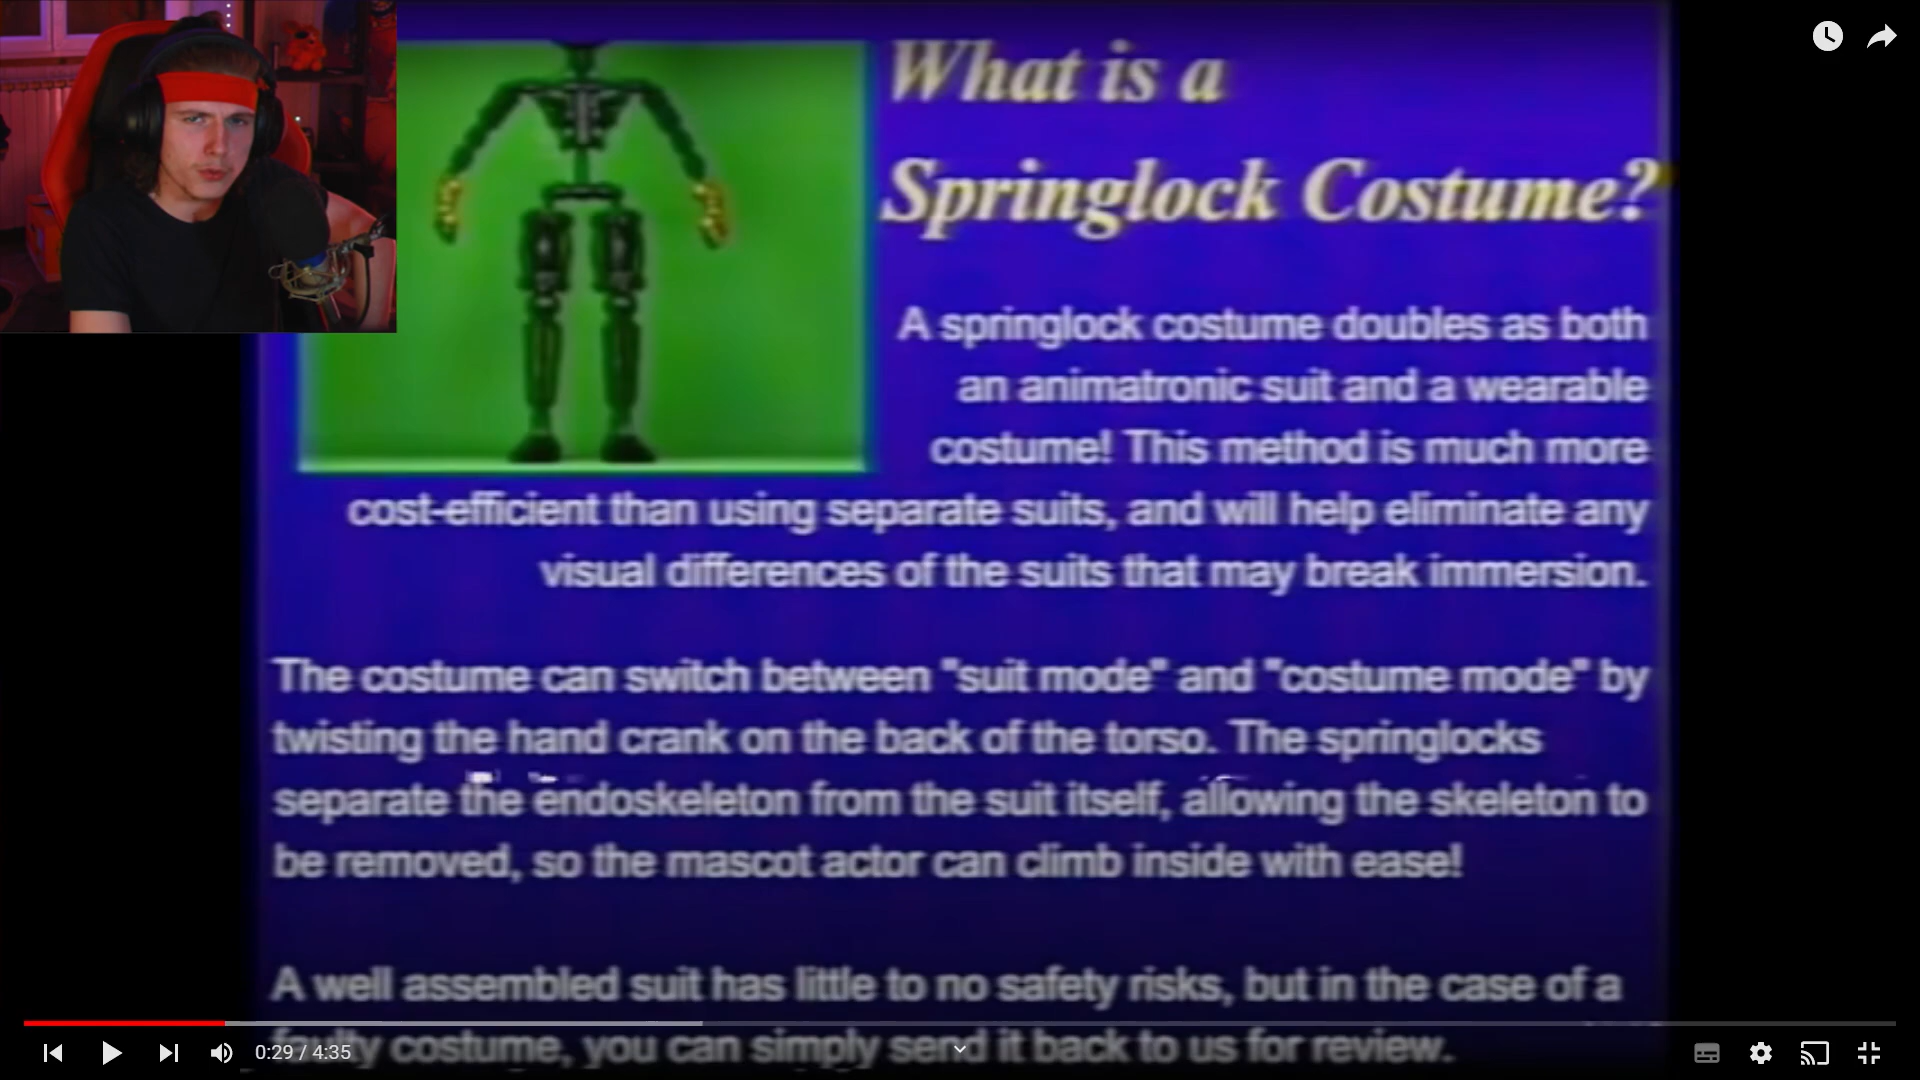 What is a
Springlock Costume?
A springlock costume doubles as both
an animatronic suit and a wearable
costume! This method is much more
cost-efficient than using separate suits, and will help eliminate any
visual differences of the suits that may break immersion.
The costume can switch between "suit mode" and "costume mode" by
twisting the hand crank on the back of the torso. The springlocks
separate the endoskeleton from the suit itself, allowing the skeleton to
be removed, so the mascot actor can climb inside with ease!
A well assembled suit has little to no safety risks, but in the case of a
faulty costume, you can simply send it back to us for review.
0:29 / 4:35